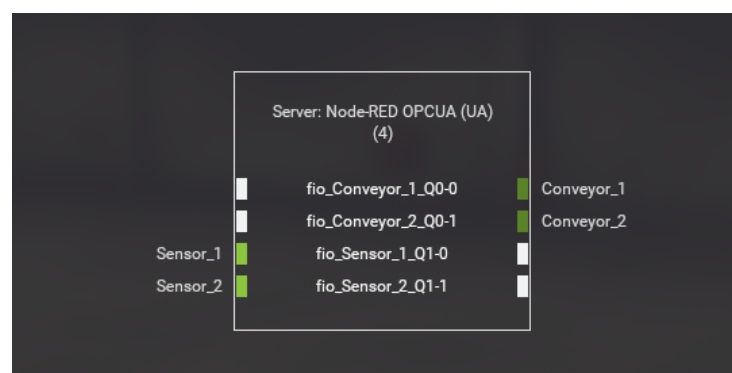 Server: Node-RED OPCUA (UA)
(4)
fio_Conveyor_1_Q0-0 Conveyor_1
fio_Conveyor_2_Q0-1 Conveyor_2
Sensor_1 fio_Sensor_1_Q1-0
Sensor_2 fio_Sensor_2_Q1-1